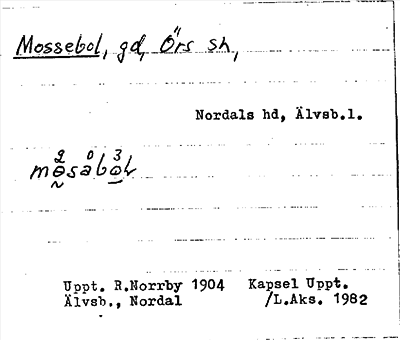 Mossebol, gd, Örs sn,
Nordals hd, Älvsb.l.
Uppt. R.Norrby 1904 Kapsel Uppt.
Älvsb., Nordal /L.Aks. 1982